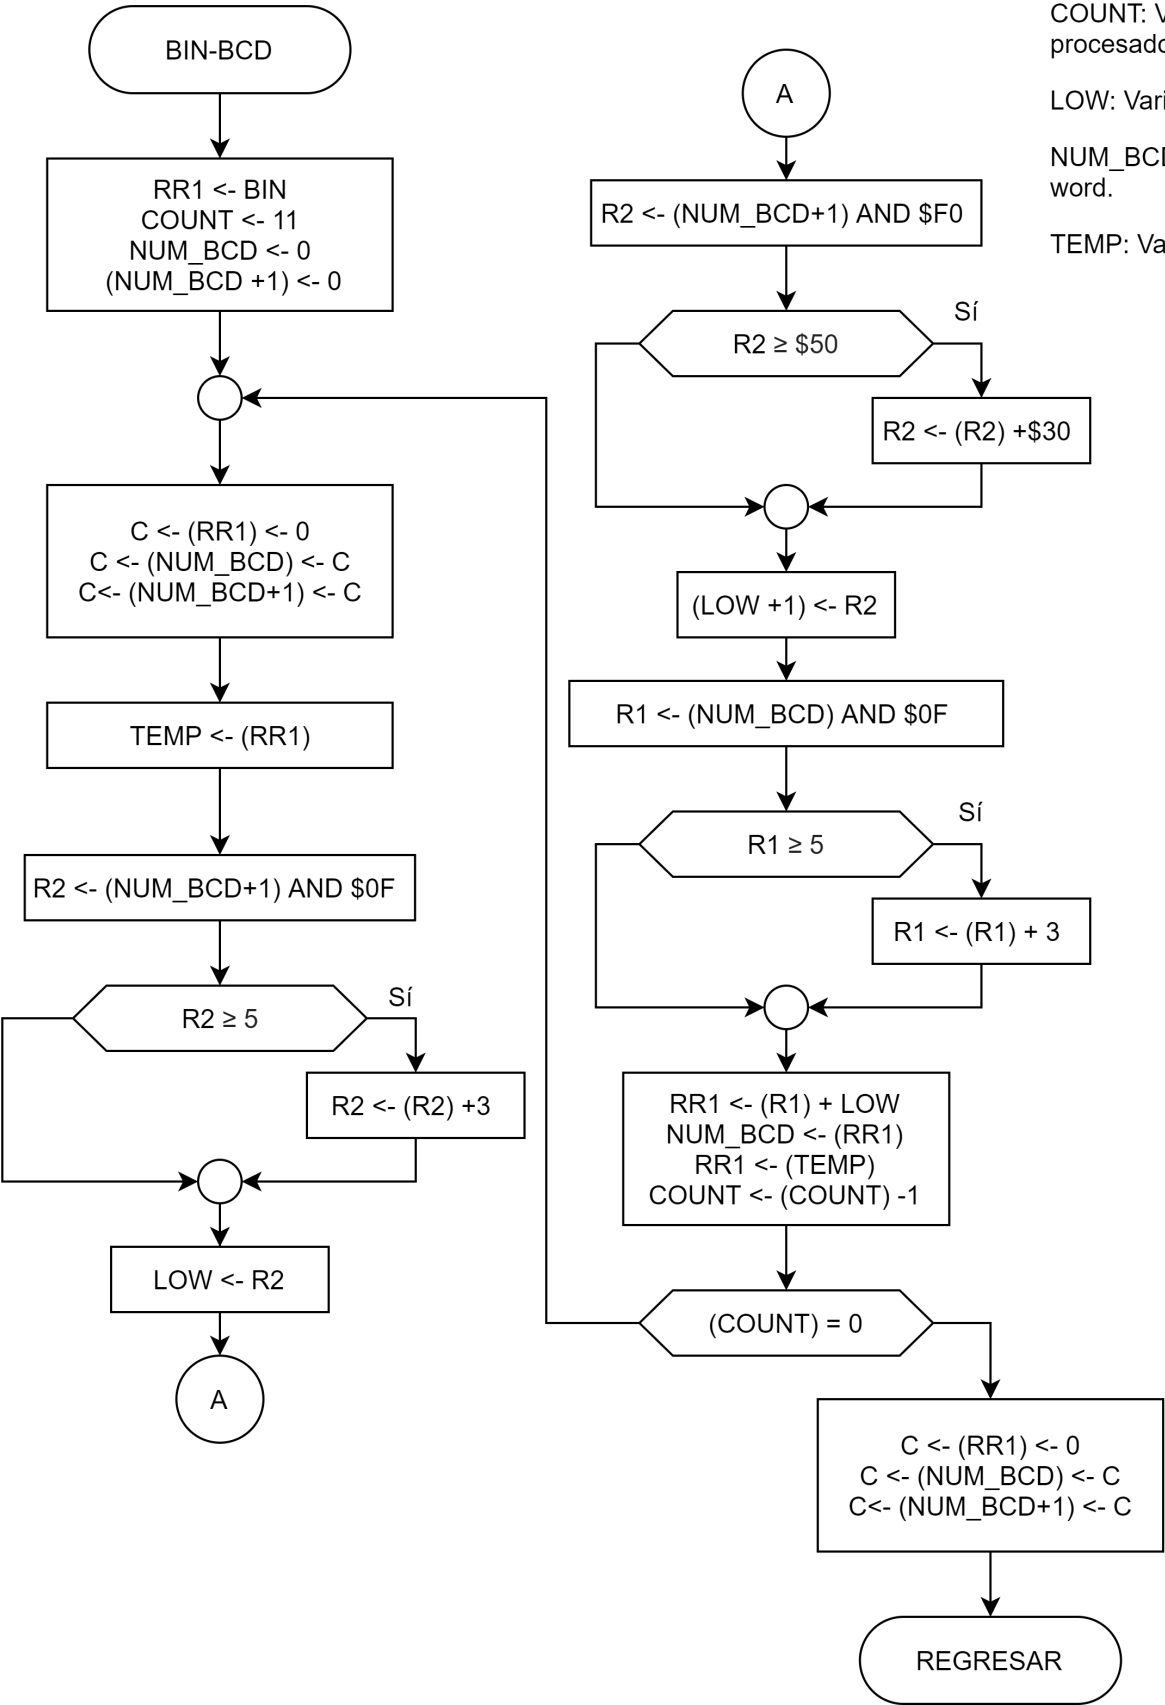 BIN-BCD
RR1 <- BIN
COUNT <- 11
NUM_BCD <- 0
(NUM_BCD +1) <- 0
C <- (RR1) <- 0
C <- (NUM_BCD) <- C
C<- (NUM_BCD+1) <- C
TEMP <- (RR1)
R2 <- (NUM_BCD+1) AND $0F
R2 ≥ 5
Sí
R2 <- (R2) +3
LOW <- R2
A
A
R2 <- (NUM_BCD+1) AND $F0
R2 ≥ $50
Sí
R2 <- (R2) +$30
(LOW +1) <- R2
R1 <- (NUM_BCD) AND $0F
R1 ≥ 5
Sí
R1 <- (R1) + 3
RR1 <- (R1) + LOW
NUM_BCD <- (RR1)
RR1 <- (TEMP)
COUNT <- (COUNT) -1
(COUNT) = 0
C <- (RR1) <- 0
C <- (NUM_BCD) <- C
C<- (NUM_BCD+1) <- C
REGRESAR
COUNT:
LOW:
word.
TEMP: